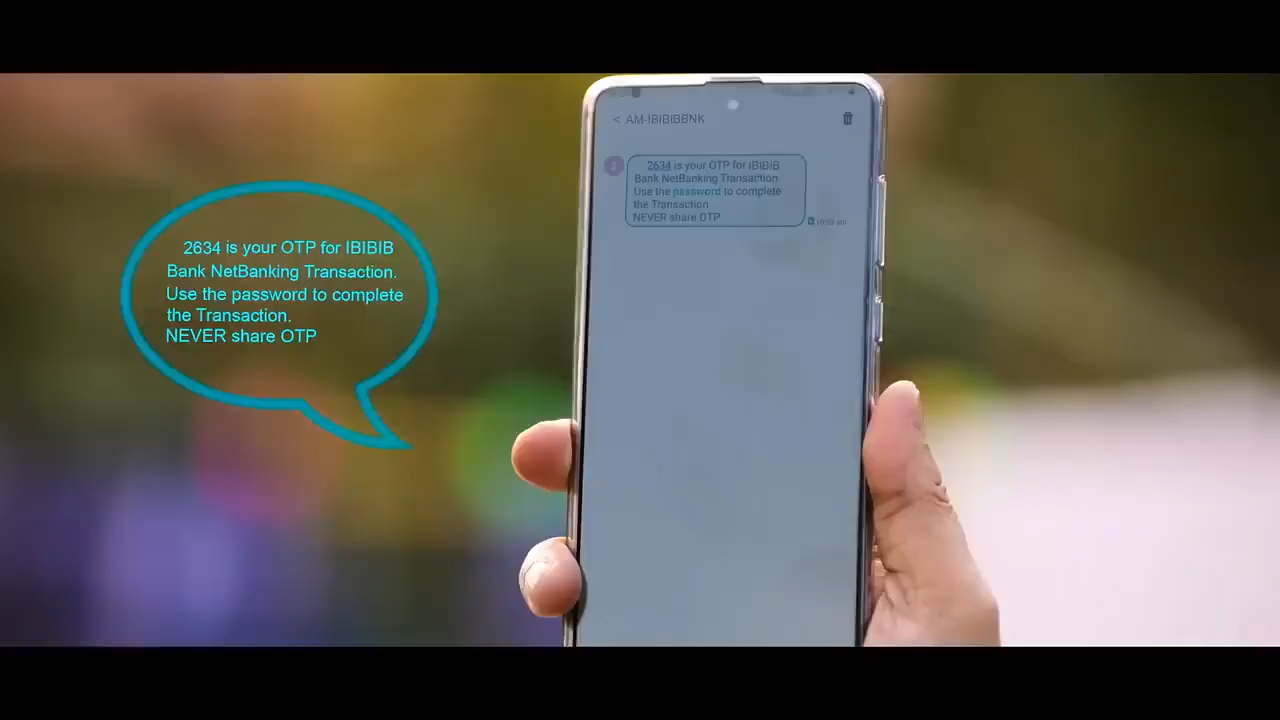 2634 is your OTP for IBIBIB
Bank NetBanking Transaction.
Use the password to complete
the Transaction.
NEVER share OTP
< AM-IBIBIBBNK
2634 is your OTP for IBIBIB
Bank NetBanking Transaction.
Use the password to complete
the Transaction.
NEVER share OTP